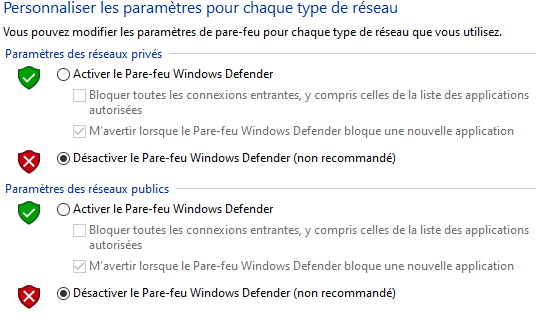 Personnaliser les paramètres pour chaque type de réseau
Vous pouvez modifier les paramètres de pare-feu pour chaque type de réseau que vous utilisez.
Paramètres des réseaux privés
Activer le Pare-feu Windows Defender
Bloquer toutes les connexions entrantes, y compris celles de la liste des applications
autorisées
M'avertir lorsque le Pare-feu Windows Defender bloque une nouvelle application
Désactiver le Pare-feu Windows Defender (non recommandé)
Paramètres des réseaux publics
Activer le Pare-feu Windows Defender
Bloquer toutes les connexions entrantes, y compris celles de la liste des applications
autorisées
M'avertir lorsque le Pare-feu Windows Defender bloque une nouvelle application
Désactiver le Pare-feu Windows Defender (non recommandé)